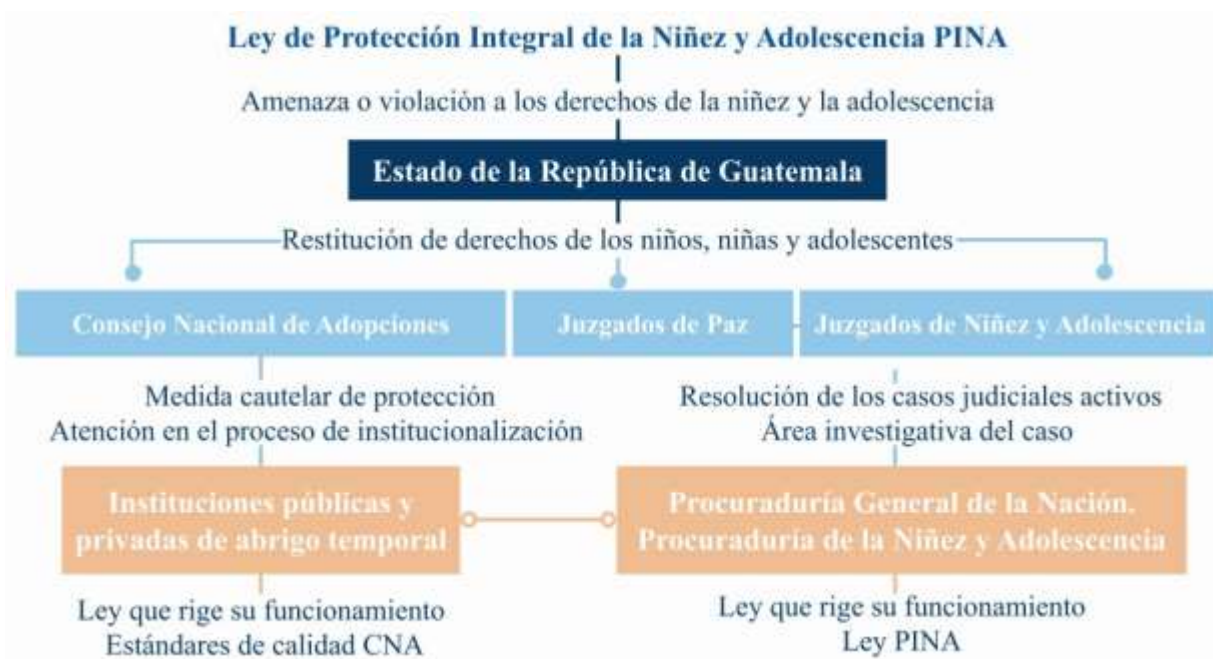 Ley de Protección Integral de la Niñez y Adolescencia PINA
Amenaza o violación a los derechos de la niñez y la adolescencia
Estado de la República de Guatemala
Restitución de derechos de los niños, niñas y adolescentes
Consejo Nacional de Adopciones
Juzgados de Paz
Juzgados de Niñez y Adolescencia
Medida cautelar de protección
Atención en el proceso de institucionalización
Resolución de los casos judiciales activos
Área investigativa del caso
Instituciones públicas y
privadas de abrigo temporal
Procuraduría General de la Nación.
Procuraduria de la Niñez y Adolescencia
Ley que rige su funcionamiento
Estándares de calidad CNA
Ley que rige su funcionamiento
Ley PINA